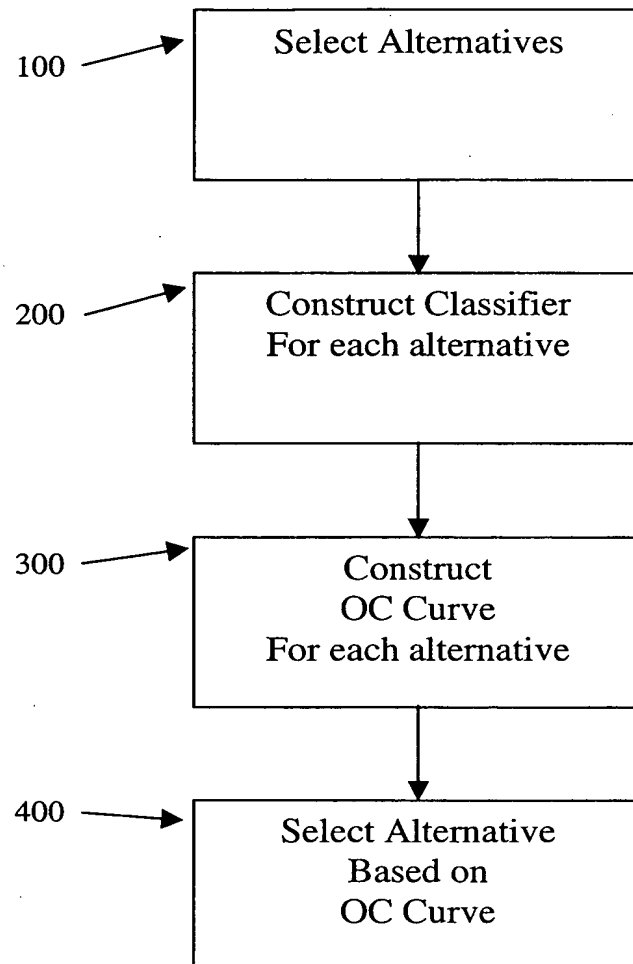 100
Select Alternatives
200
Construct Classifier
For each alternative
300
Construct
OC Curve
For each alternative
400
Select Alternative
Based on
OC Curve